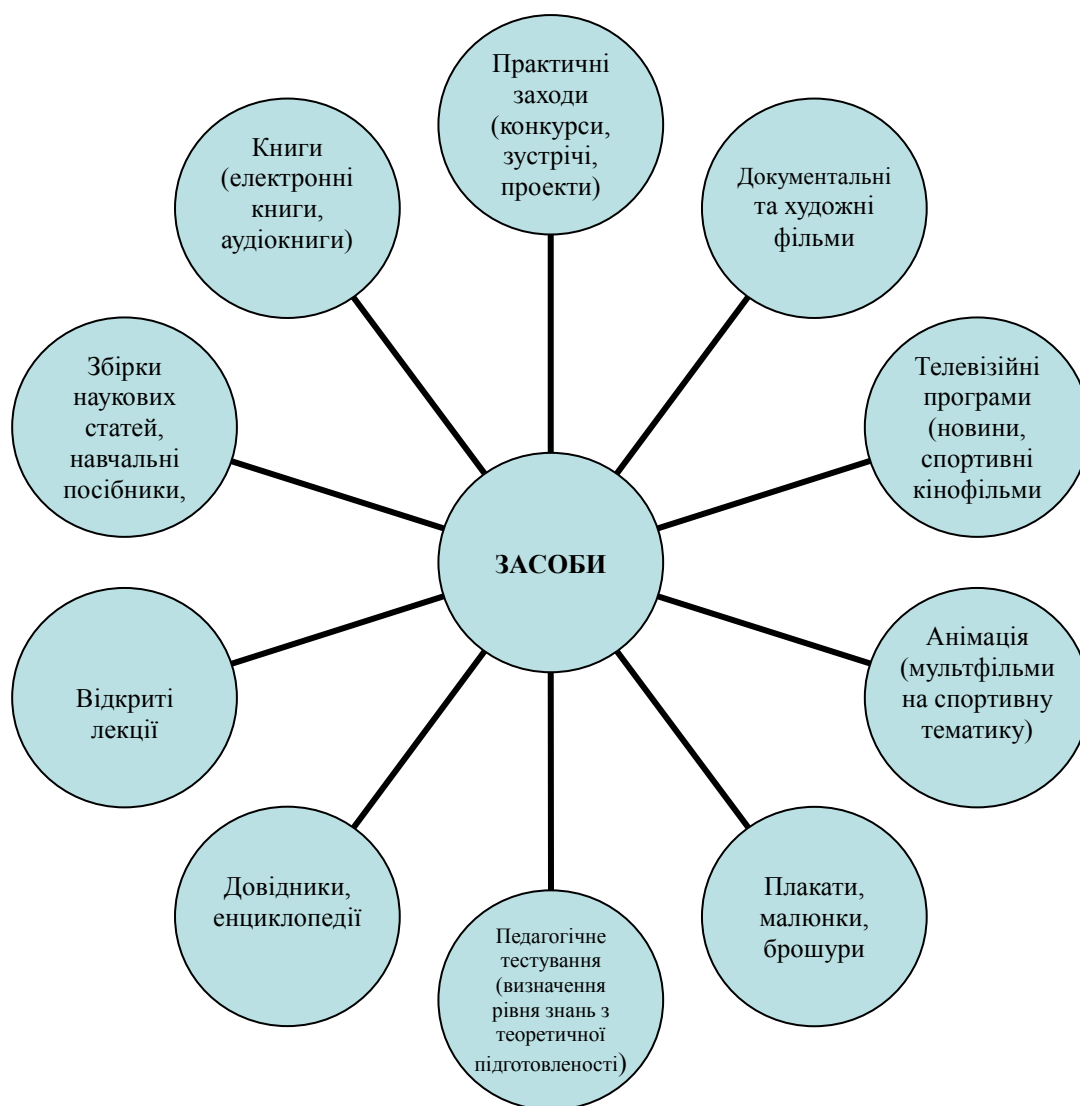 Практичні
заходи
(конкурси,
зустрічі,
проекти)
Документальні
та художні
фільми
Телевізійні
програми
(новини,
спортивні
кінофільми
Анімація
(мультфільми
на спортивну
тематику)
Плакати,
малюнки,
брошури
Педагогічне
тестування
(визначення
рівня знань з
теоретичної
підготовленості)
Довідники,
енциклопедії
Відкриті
лекції
Збірки
наукових
статей,
навчальні
посібники,
Книги
(електронні
книги,
аудіокниги)
ЗАСОБИ